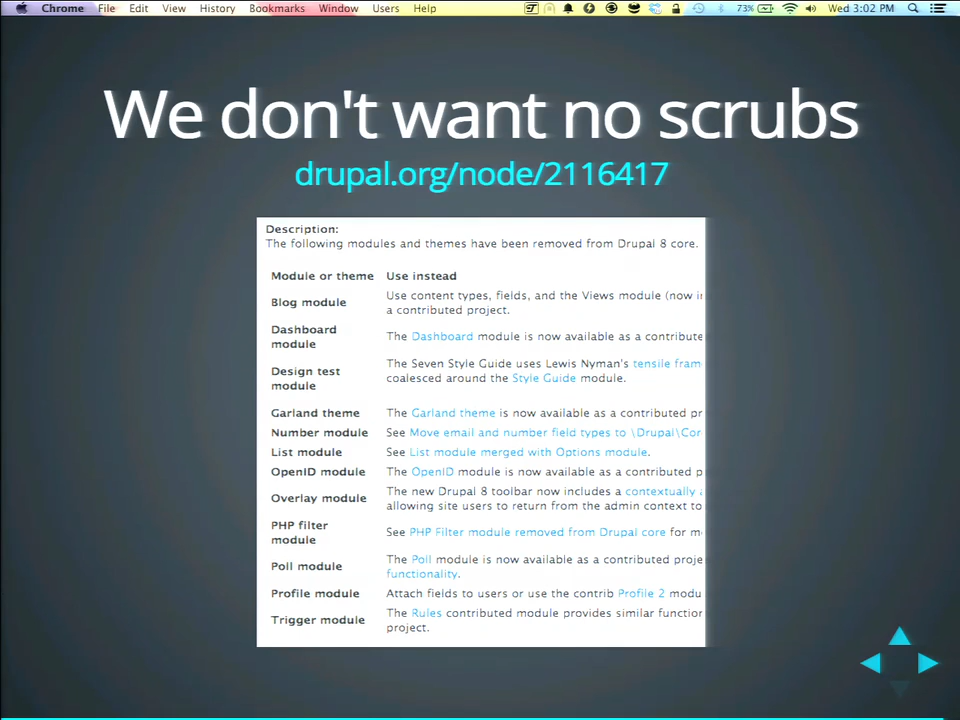 Chrome File Edit View History Bookmarks Window Users Help 73% Wed 3:02 PM
We don't want no scrubs
drupal.org/node/2116417
Description:
The following modules and themes have been removed from Drupal 8 core.
Module or theme Use instead
Blog module Use content types, fields, and the Views module (now
a contributed project.
Dashboard
module
The Dashboard module is now available as a contribute
Design test
module
The Seven Style Guide uses Lewis Nyman's tensile fram
coalesced around the Style Guide module.
Garland theme The Garland theme is now available as a contributed pr
Number module See Move email and number field types to \Drupal\Cor
List module See List module merged with Options module.
OpenID module The OpenID module is now available as a contributed p
Overlay module The new Drupal 8 toolbar now includes a contextually
allowing site users to return from the admin context to
PHP filter
module
See PHP Filter module removed from Drupal core for m
Poll module The Poll module is now available as a contributed proje
functionality.
Profile module Attach fields to users or use the contrib Profile 2 modu
Trigger module The Rules contributed module provides similar function
project.